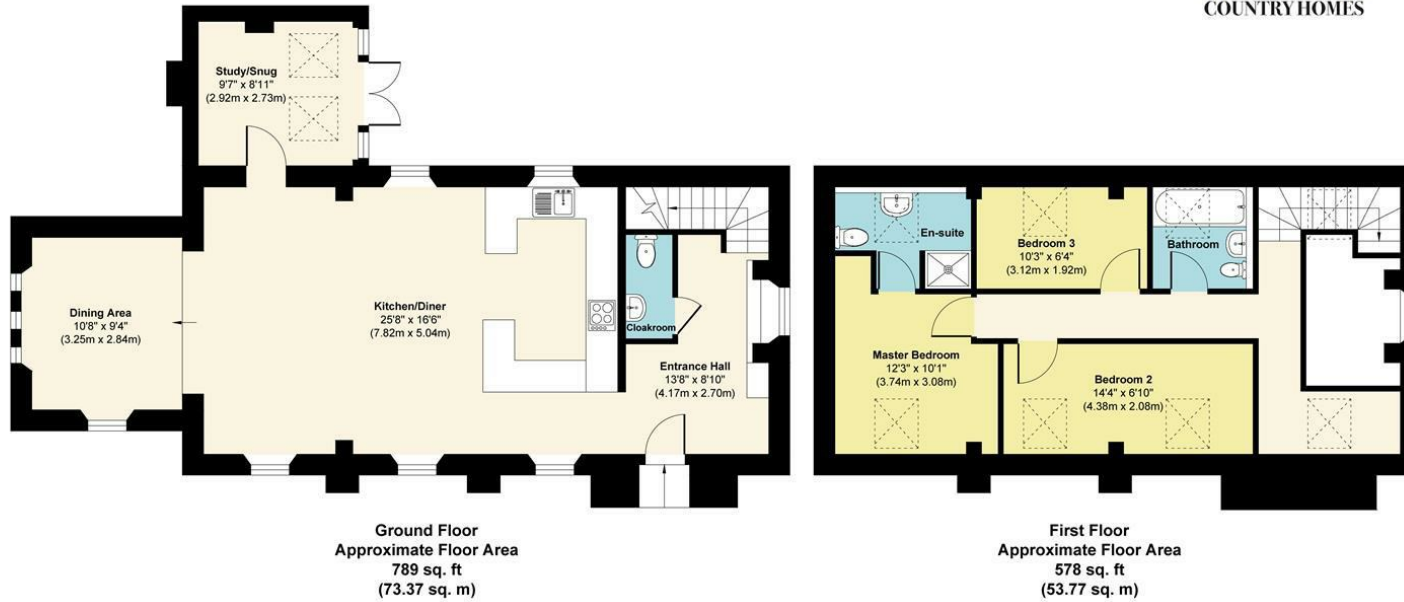 COUNTRY HOMES
Study/Snug
9'7" x 8'11"
(2.92m x 2.73m)
Dining Area
10'8" x 9'4"
(3.25m x 2.84m)
Kitchen/Diner
25'8" x 16'6"
(7.82m x 5.04m)
Cloakroom
Entrance Hall
13'8" x 8'10"
(4.17m x 2.70m)
Ground Floor
Approximate Floor Area
789 sq. ft
(73.37 sq. m)
En-suite
Bedroom 3
10'3" x 6'4"
(3.12m x 1.92m)
Bathroom
Master Bedroom
12'3" x 10'1"
(3.74m x 3.08m)
Bedroom 2
14'4" x 6'10"
(4.38m x 2.08m)
First Floor
Approximate Floor Area
578 sq. ft
(53.77 sq. m)